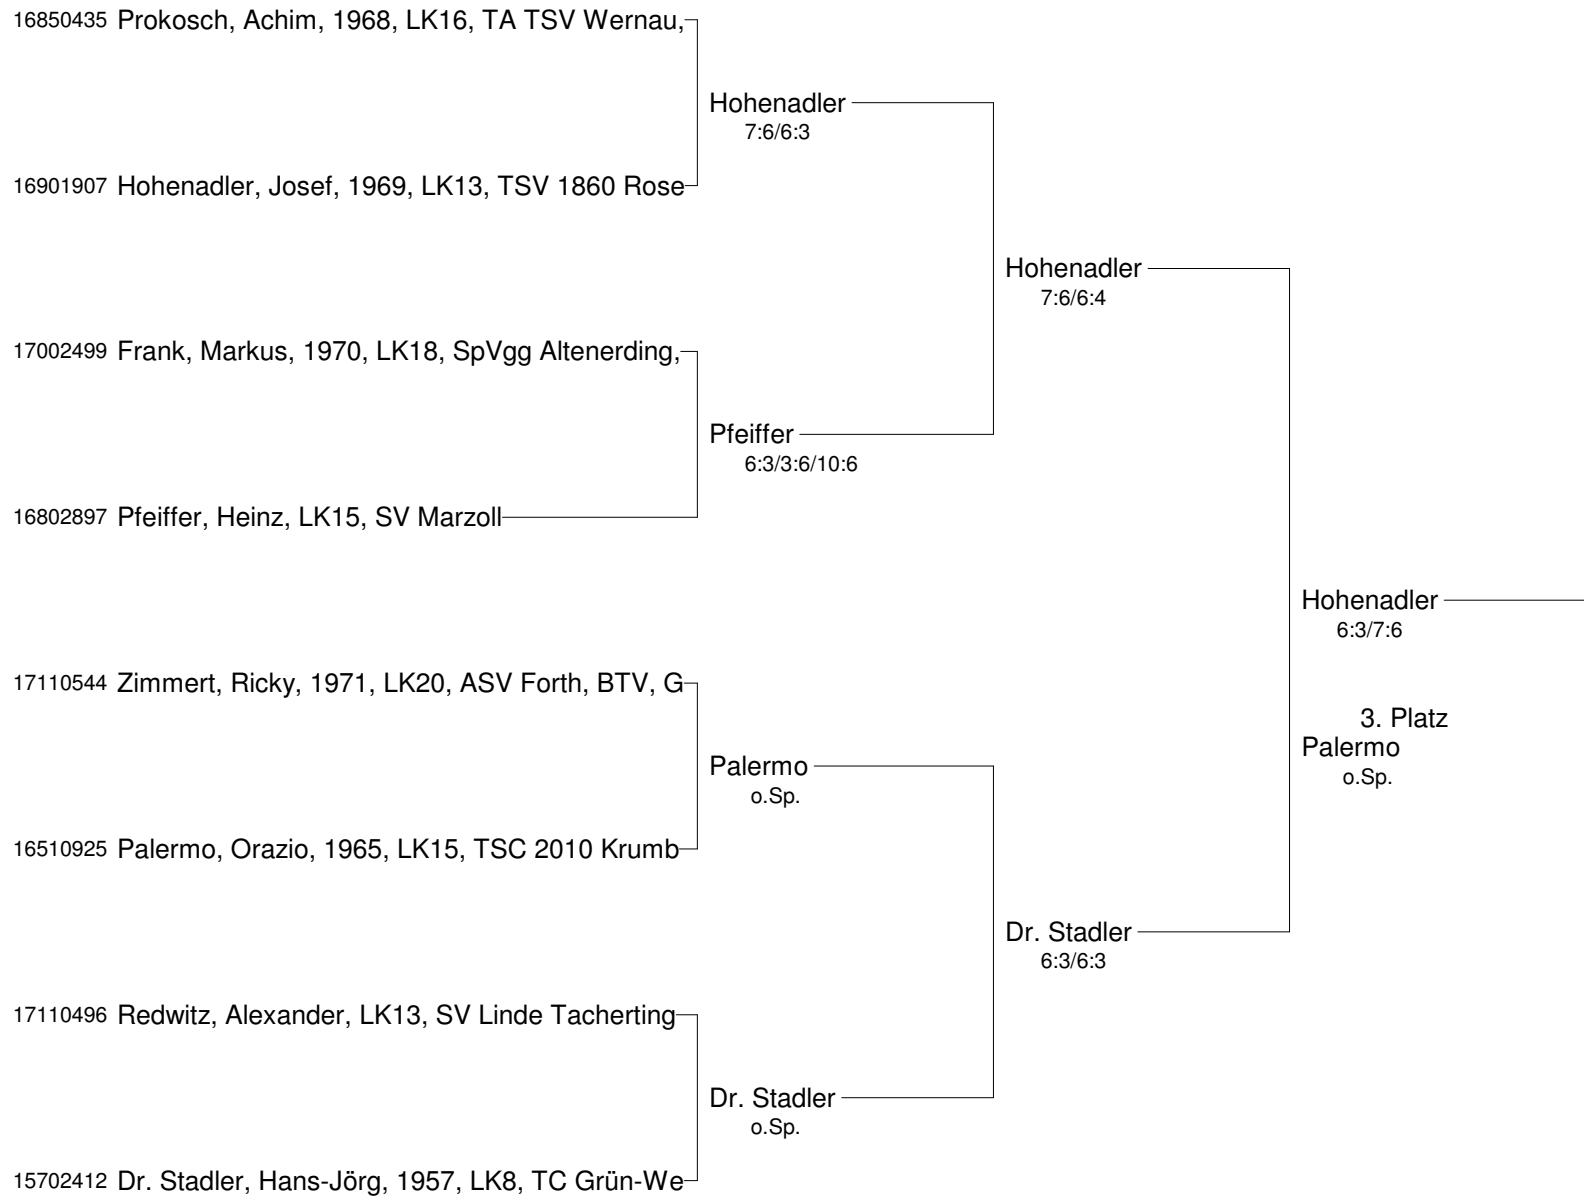 16850435 Prokosch, Achim, 1968, LK16, TA TSV Wernau,
Hohenadler
7:6/6:3
16901907 Hohenadler, Josef, 1969, LK13, TSV 1860 Rose
Hohenadler
7:6/6:4
17002499 Frank, Markus, 1970, LK18, SpVgg Altenerding,
Pfeiffer
6:3/3:6/10:6
16802897 Pfeiffer, Heinz, LK15, SV Marzoll
Hohenadler
6:3/7:6
17110544 Zimmert, Ricky, 1971, LK20, ASV Forth, BTV, G
3. Platz
Palermo
o.Sp.
Palermo
o.Sp.
16510925 Palermo, Orazio, 1965, LK15, TSC 2010 Krumb
Dr. Stadler
6:3/6:3
17110496 Redwitz, Alexander, LK13, SV Linde Tacherting
Dr. Stadler
o.Sp.
15702412 Dr. Stadler, Hans-Jörg, 1957, LK8, TC Grün-We